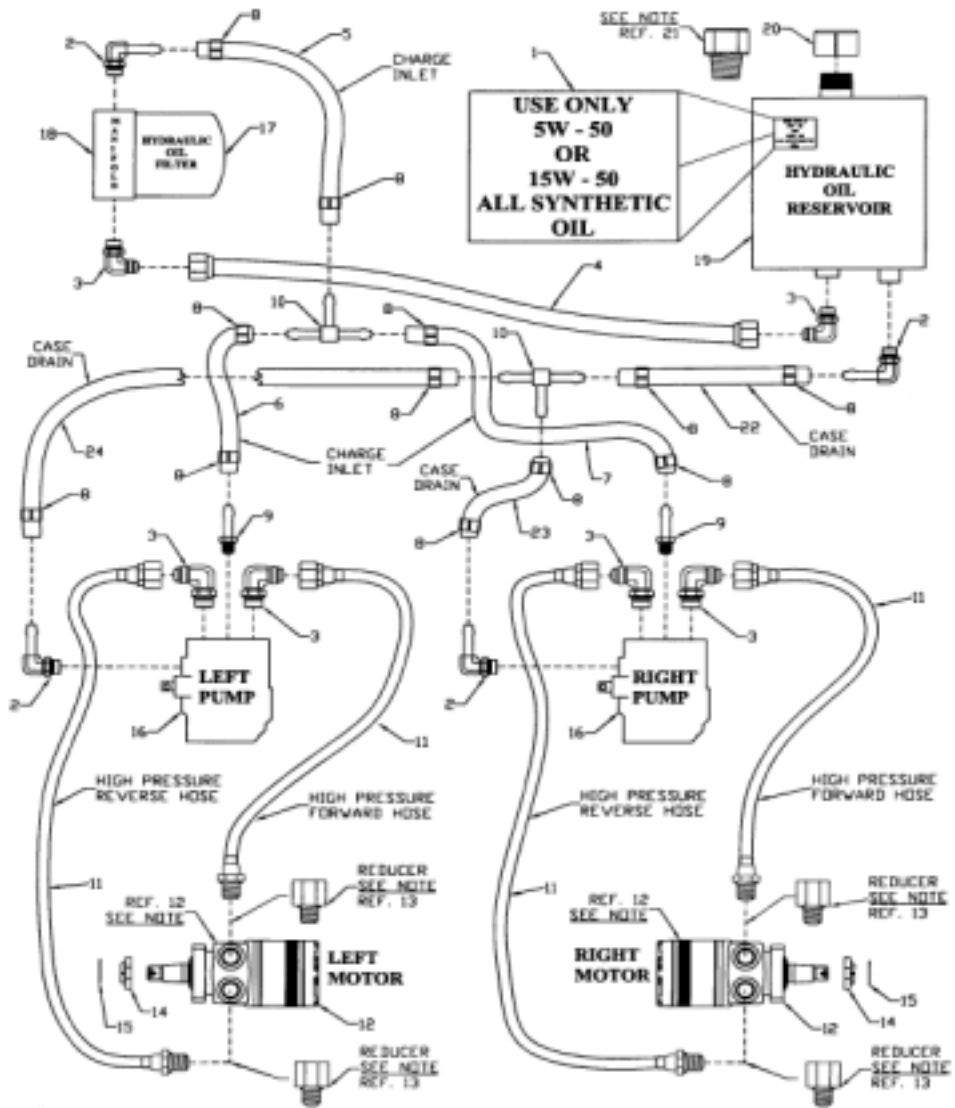 8
5
2
CHARGE
INLET
SEE NOTE
REF. 21
20
1
USE ONLY
5W - 50
OR
15W - 50
ALL SYNTHETIC
OIL
18
MANIFOLD
HYDRAULIC
OIL
FILTER
17
HYDRAULIC
OIL
RESERVOIR
19
8
3
4
3
2
8
10
8
10
CASE
DRAIN
6
8
8
22
8
CASE
DRAIN
24
CHARGE
INLET
7
8
8
8
CASE
DRAIN
8
8
23
9
9
3
3
3
3
11
2
LEFT
PUMP
16
11
2
RIGHT
PUMP
16
HIGH PRESSURE
REVERSE HOSE
HIGH PRESSURE
FORWARD HOSE
HIGH PRESSURE
REVERSE HOSE
HIGH PRESSURE
FORWARD HOSE
11
REF. 12
SEE NOTE
REDUCER
SEE NOTE
REF. 13
11
REF. 12
SEE NOTE
REDUCER
SEE NOTE
REF. 13
LEFT
MOTOR
RIGHT
MOTOR
15
14
12
12
14
15
REDUCER
SEE NOTE
REF. 13
REDUCER
SEE NOTE
REF. 13